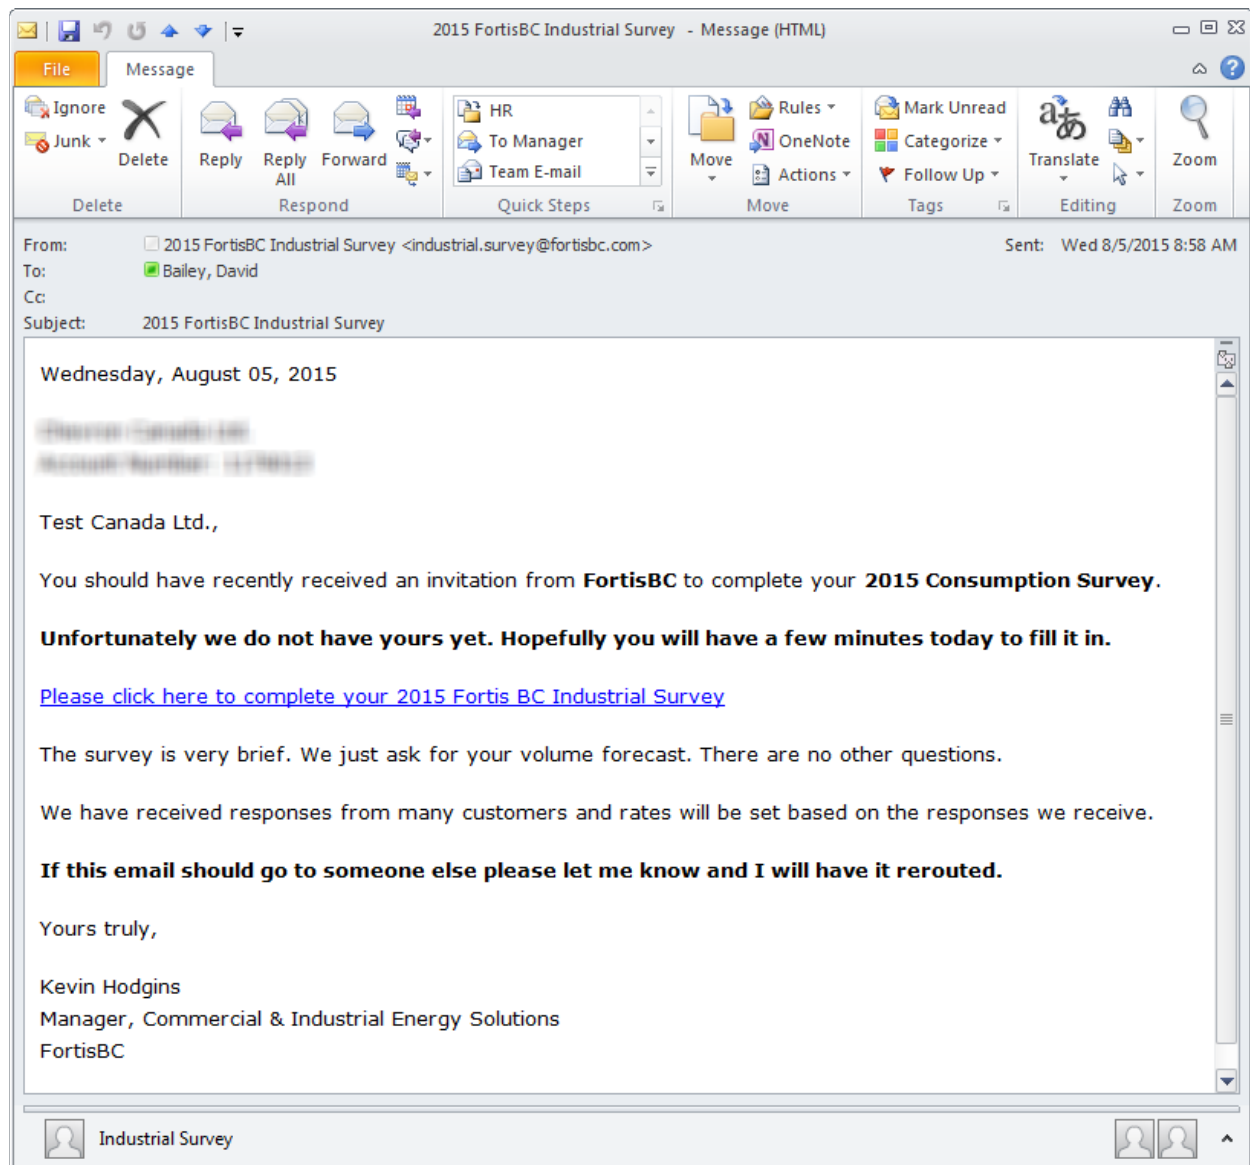 2015 FortisBC Industrial Survey - Message (HTML)
File Message
Ignore
Junk
Delete
Reply
Reply All
Forward
HR
To Manager
Team E-mail
Move
Rules
OneNote
Actions
Mark Unread
Categorize
Follow Up
Translate
Zoom
Delete Respond Quick Steps Move Tags Editing Zoom
From: 2015 FortisBC Industrial Survey <industrial.survey@fortisbc.com> Sent: Wed 8/5/2015 8:58 AM
To: Bailey, David
Cc:
Subject: 2015 FortisBC Industrial Survey
Wednesday, August 05, 2015
Test Canada Ltd.,
You should have recently received an invitation from FortisBC to complete your 2015 Consumption Survey.
Unfortunately we do not have yours yet. Hopefully you will have a few minutes today to fill it in.
Please click here to complete your 2015 Fortis BC Industrial Survey
The survey is very brief. We just ask for your volume forecast. There are no other questions.
We have received responses from many customers and rates will be set based on the responses we receive.
If this email should go to someone else please let me know and I will have it rerouted.
Yours truly,
Kevin Hodgins
Manager, Commercial & Industrial Energy Solutions
FortisBC
Industrial Survey